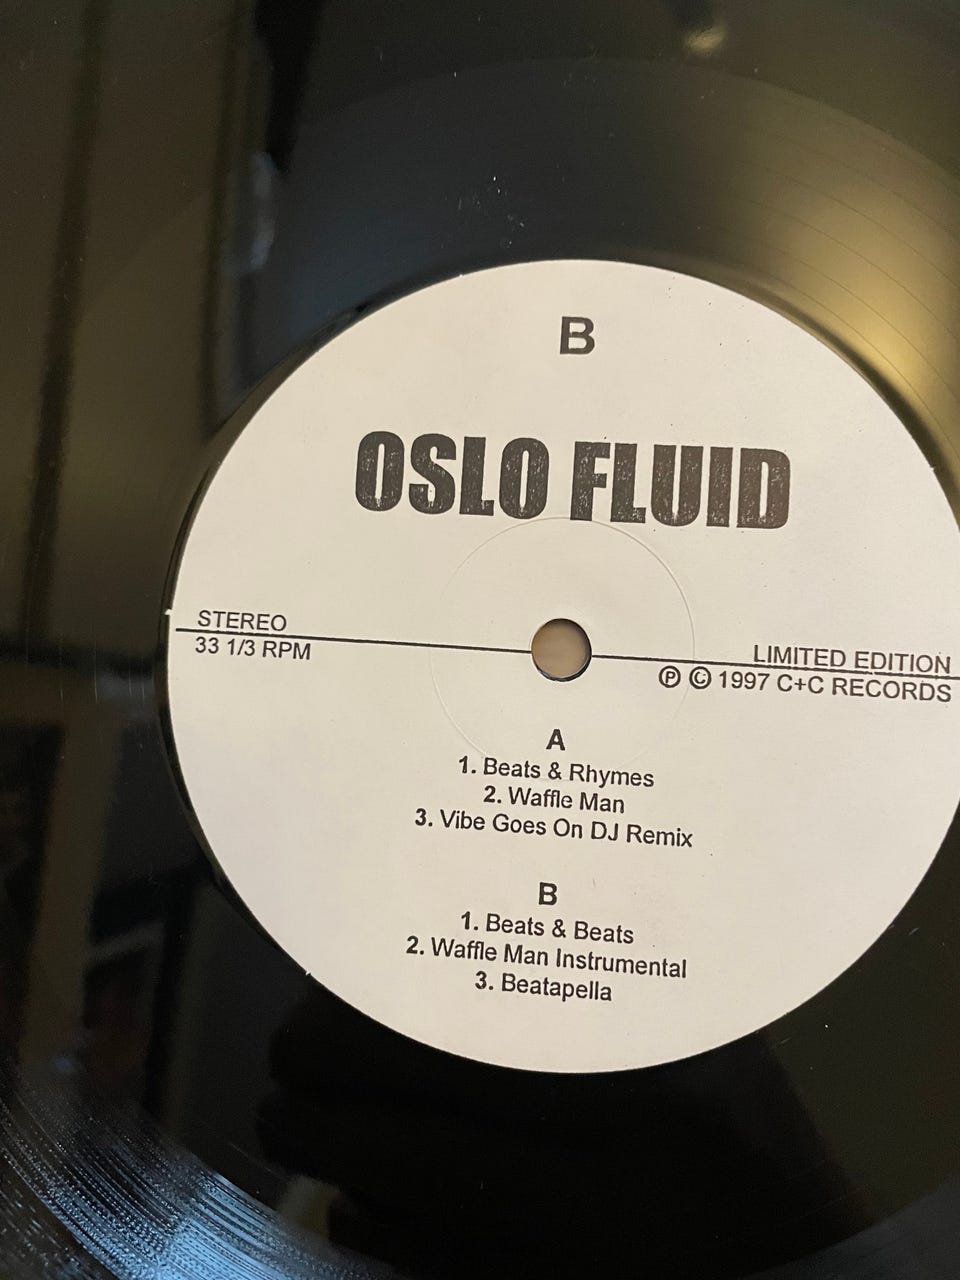 B
OSLO FLUID
STEREO
33 1/3 RPM
LIMITED EDITION
Ⓟ © 1997 C+C RECORDS
A
1. Beats & Rhymes
2. Waffle Man
3. Vibe Goes On DJ Remix
B
1. Beats & Beats
2. Waffle Man Instrumental
3. Beatapella